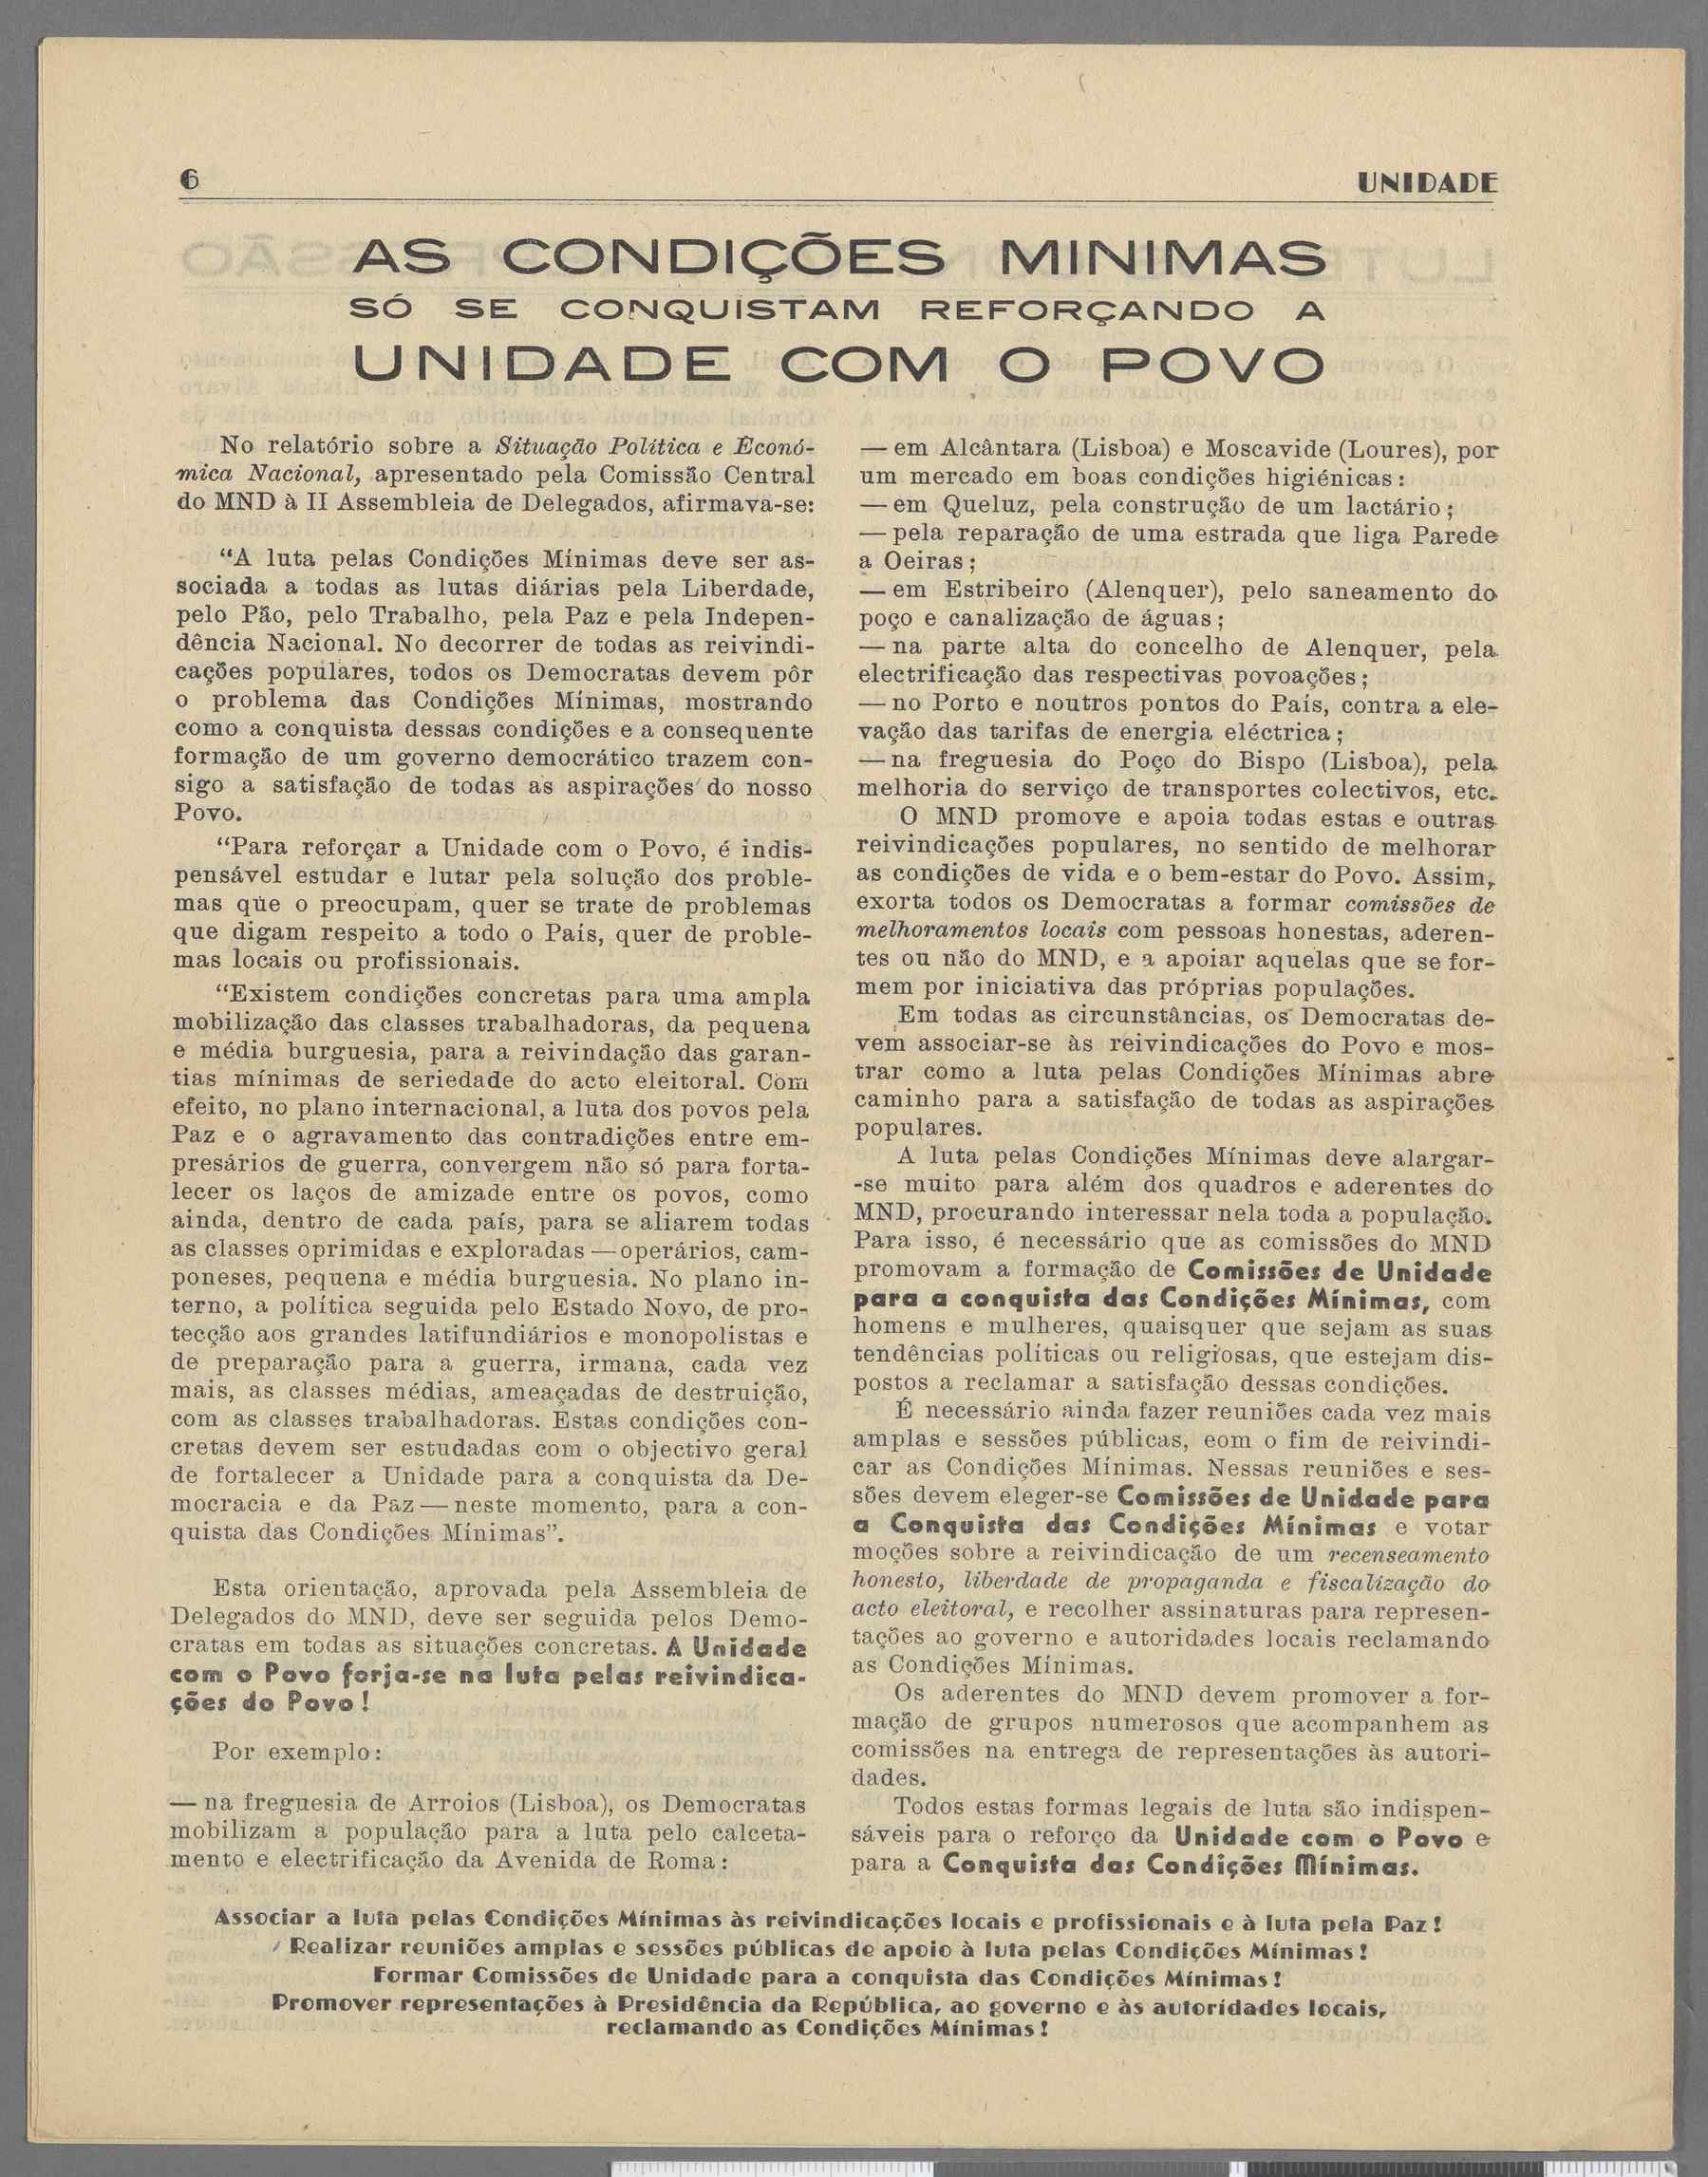 6
UNIDADE
AS CONDIÇÕES MINIMAS
SÓ SE CONQUISTAM REFORÇANDO A
UNIDADE COM O POVO
No relatório sobre a Situação Política e Econó-
mica Nacional, apresentado pela Comissão Central
do MND à II Assembleia de Delegados, afirmava-se:
“A luta pelas Condições Mínimas deve ser as-
sociada a todas as lutas diárias pela Liberdade,
pelo Pão, pelo Trabalho, pela Paz e pela Indepen-
dência Nacional. No decorrer de todas as reivindi-
cações populares, todos os Democratas devem pôr
o problema das Condições Mínimas, mostrando
como a conquista dessas condições e a consequente
formação de um governo democrático trazem con-
sigo a satisfação de todas as aspirações do nosso
Povo.
“Para reforçar a Unidade com o Povo, é indis-
pensável estudar e lutar pela solução dos proble-
mas que o preocupam, quer se trate de problemas
que digam respeito a todo o País, quer de proble-
mas locais ou profissionais.
“Existem condições concretas para uma ampla
mobilização das classes trabalhadoras, da pequena
e média burguesia, para a reivindação das garan-
tias mínimas de seriedade do acto eleitoral. Com
efeito, no plano internacional, a luta dos povos pela
Paz e o agravamento das contradições entre em-
presários de guerra, convergem não só para forta-
lecer os laços de amizade entre os povos, como
ainda, dentro de cada país, para se aliarem todas
as classes oprimidas e exploradas — operários, cam-
poneses, pequena e média burguesia. No plano in-
terno, a política seguida pelo Estado Novo, de pro-
tecção aos grandes latifundiários e monopolistas e
de preparação para a guerra, irmana, cada vez
mais, as classes médias, ameaçadas de destruição,
com as classes trabalhadoras. Estas condições con-
cretas devem ser estudadas com o objectivo geral
de fortalecer a Unidade para a conquista da De-
mocracia e da Paz — neste momento, para a con-
quista das Condições Mínimas”.
Esta orientação, aprovada pela Assembleia de
Delegados do MND, deve ser seguida pelos Demo-
cratas em todas as situações concretas. A Unidade
com o Povo forja-se na luta pelas reivindica-
ções do Povo!
Por exemplo:
— na freguesia de Arroios (Lisboa), os Democratas
mobilizam a população para a luta pelo calceta-
mento e electrificação da Avenida de Roma:
— em Alcântara (Lisboa) e Moscavide (Loures), por
um mercado em boas condições higiénicas:
— em Queluz, pela construção de um lactário;
— pela reparação de uma estrada que liga Parede
a Oeiras;
— em Estribeiro (Alenquer), pelo saneamento do
poço e canalização de águas;
— na parte alta do concelho de Alenquer, pela
electrificação das respectivas povoações;
— no Porto e noutros pontos do País, contra a ele-
vação das tarifas de energia eléctrica;
— na freguesia do Poço do Bispo (Lisboa), pela
melhoria do serviço de transportes colectivos, etc.
O MND promove e apoia todas estas e outras
reivindicações populares, no sentido de melhorar
as condições de vida e o bem-estar do Povo. Assim,
exorta todos os Democratas a formar comissões de
melhoramentos locais com pessoas honestas, aderen-
tes ou não do MND, e a apoiar aquelas que se for-
mem por iniciativa das próprias populações.
Em todas as circunstâncias, os Democratas de-
vem associar-se às reivindicações do Povo e mos-
trar como a luta pelas Condições Mínimas abre
caminho para a satisfação de todas as aspirações
populares.
A luta pelas Condições Mínimas deve alargar-
-se muito para além dos quadros e aderentes do
MND, procurando interessar nela toda a população.
Para isso, é necessário que as comissões do MND
promovam a formação de Comissões de Unidade
para a conquista das Condições Mínimas, com
homens e mulheres, quaisquer que sejam as suas
tendências políticas ou religiosas, que estejam dis-
postos a reclamar a satisfação dessas condições.
É necessário ainda fazer reuniões cada vez mais
amplas e sessões públicas, eom o fim de reivindi-
car as Condições Mínimas. Nessas reuniões e ses-
sões devem eleger-se Comissões de Unidade para
a Conquista das Condições Mínimas e votar
moções sobre a reivindicação de um recenseamento
honesto, liberdade de propaganda e fiscalização do
acto eleitoral, e recolher assinaturas para represen-
tações ao governo e autoridades locais reclamando
as Condições Mínimas.
Os aderentes do MND devem promover a for-
mação de grupos numerosos que acompanhem as
comissões na entrega de representações às autori-
dades.
Todos estas formas legais de luta são indispen-
sáveis para o reforço da Unidade com o Povo e
para a Conquista das Condições Mínimas.
Associar a luta pelas Condições Mínimas às reivindicações locais e profissionais e à luta pela Paz!
Realizar reuniões amplas e sessões públicas de apoio à luta pelas Condições Mínimas!
Formar Comissões de Unidade para a conquista das Condições Mínimas!
Promover representações à Presidência da República, ao governo e às autoridades locais,
reclamando as Condições Mínimas!